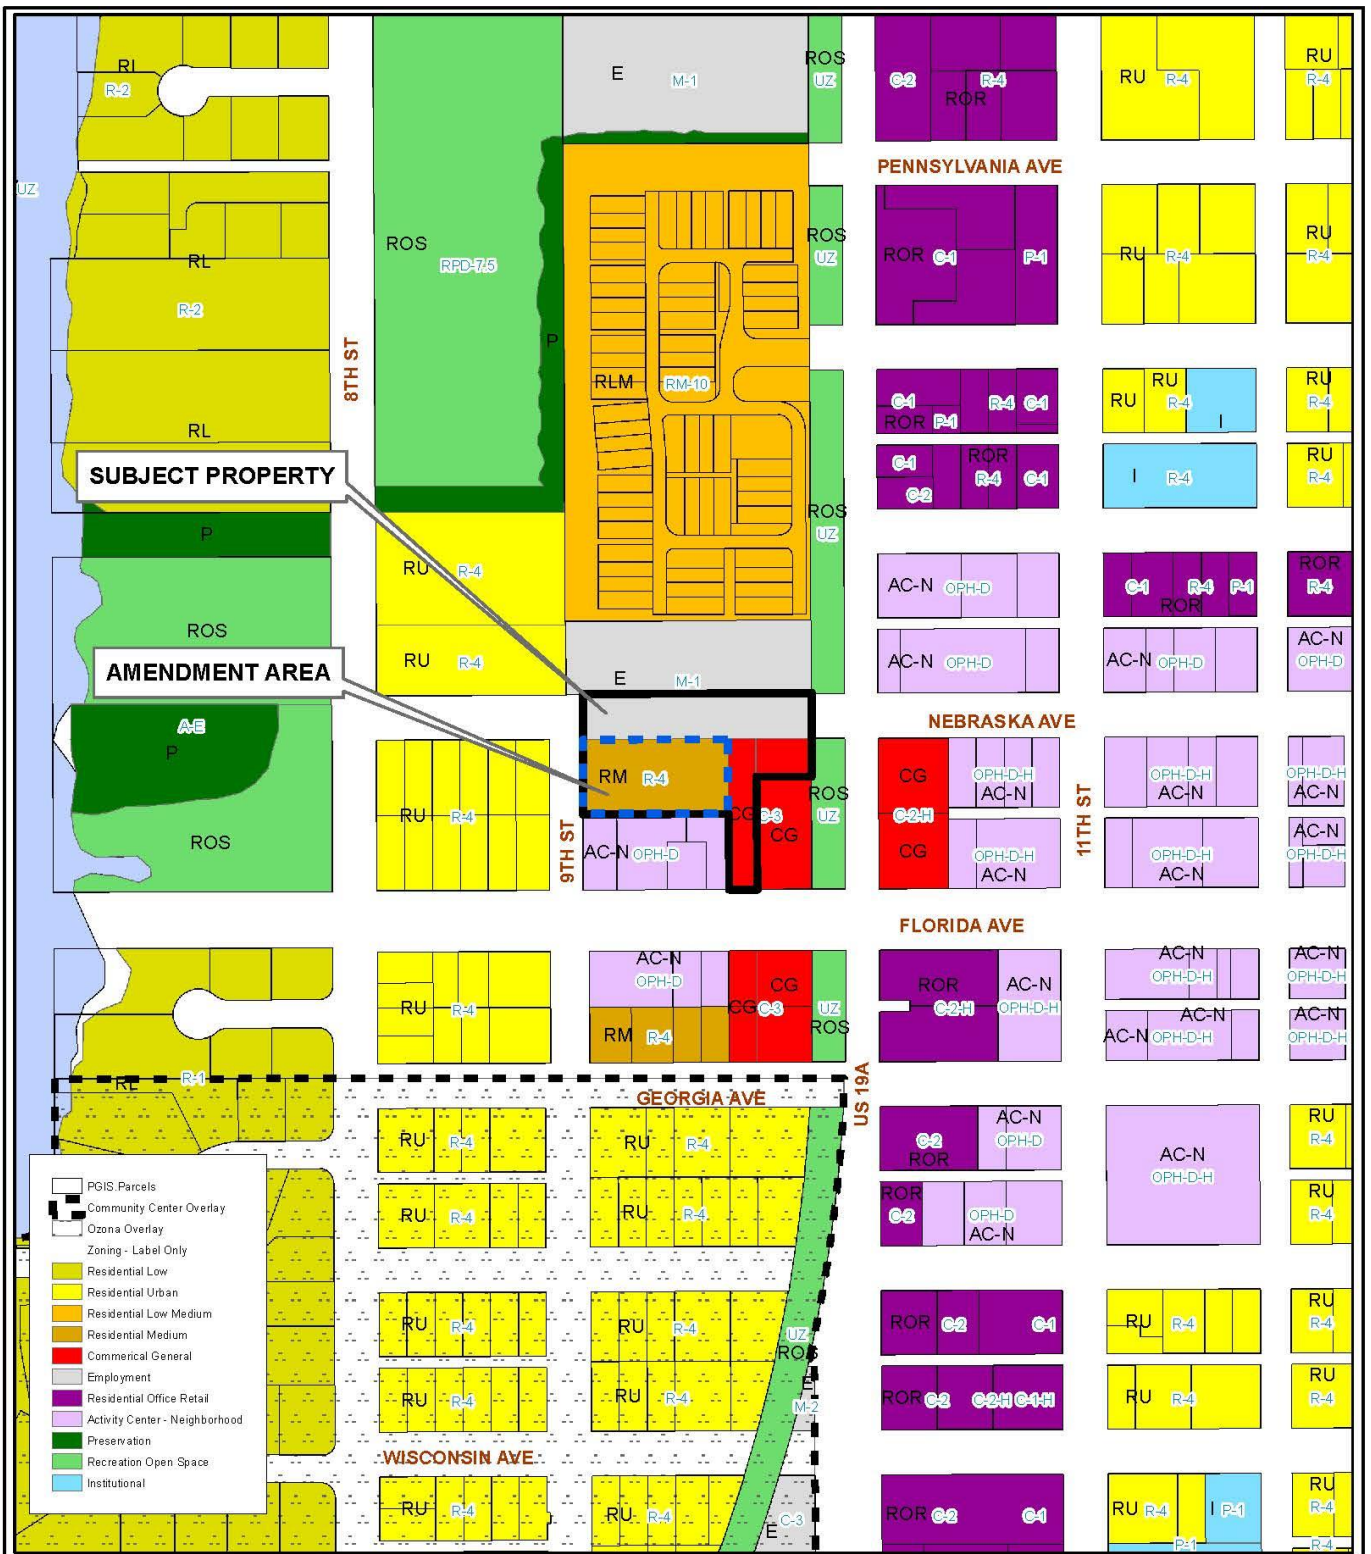 RL
R-2
E
M-1
ROS
UZ
C-2
R-4
ROR
RU
R-4
RU
R-4
PENNSYLVANIA AVE
UZ
RL
R-2
ROS
RPD-7.5
ROS
UZ
ROR
C-1
P-1
RU
R-4
RU
R-4
8TH ST
P
RLM
RM-10
C-1
R-4
C-1
ROR
P-1
RU
RU
R-4
I
RU
R-4
RL
SUBJECT PROPERTY
C-1
ROR
R-4
C-1
C-2
I
R-4
RU
R-4
ROS
UZ
P
RU
R-4
AC-N
OPH-D
C-1
R-4
P-1
ROR
ROR
R-4
ROS
RU
R-4
AC-N
OPH-D
AC-N
OPH-D
AC-N
OPH-D
AMENDMENT AREA
E
M-1
NEBRASKA AVE
A-E
P
RM
R-4
ROS
UZ
CG
OPH-D-H
AC-N
OPH-D-H
AC-N
OPH-D-H
AC-N
RU
R-4
CG
C-3
CG
C-2-H
11TH ST
ROS
9TH ST
AC-N
OPH-D
CG
OPH-D-H
AC-N
OPH-D-H
AC-N
AC-N
OPH-D-H
FLORIDA AVE
AC-N
OPH-D
CG
CG
C-3
UZ
ROS
ROR
C-2-H
AC-N
OPH-D-H
AC-N
OPH-D-H
AC-N
OPH-D-H
RU
R-4
RM
R-4
AC-N
AC-N
OPH-D-H
AC-N
OPH-D-H
RL
R-1
US 19A
GEORGIA AVE
RU
R-4
RU
R-4
C-2
ROR
AC-N
OPH-D
AC-N
OPH-D-H
RU
R-4
RU
R-4
RU
R-4
ROR
C-2
OPH-D
AC-N
RU
R-4
PGIS.Parcels
Community Center Overlay
Ozona Overlay
Zoning - Label Only
Residential Low
Residential Urban
Residential Low Medium
Residential Medium
Commerical General
Employment
Residential Office Retail
Activity Center - Neighborhood
Preservation
Recreation Open Space
Institutional
RU
R-4
RU
R-4
UZ
ROS
ROR
C-2
C-1
RU
R-4
RU
R-4
RU
R-4
RU
R-4
E
M-2
ROR
C-2
C-2-H
C-1-H
RU
R-4
RU
R-4
WISCONSIN AVE
RU
R-4
RU
R-4
E
C-3
ROR
C-2
C-1
RU
R-4
I
P-1
P-1
RU
R-4
R-4